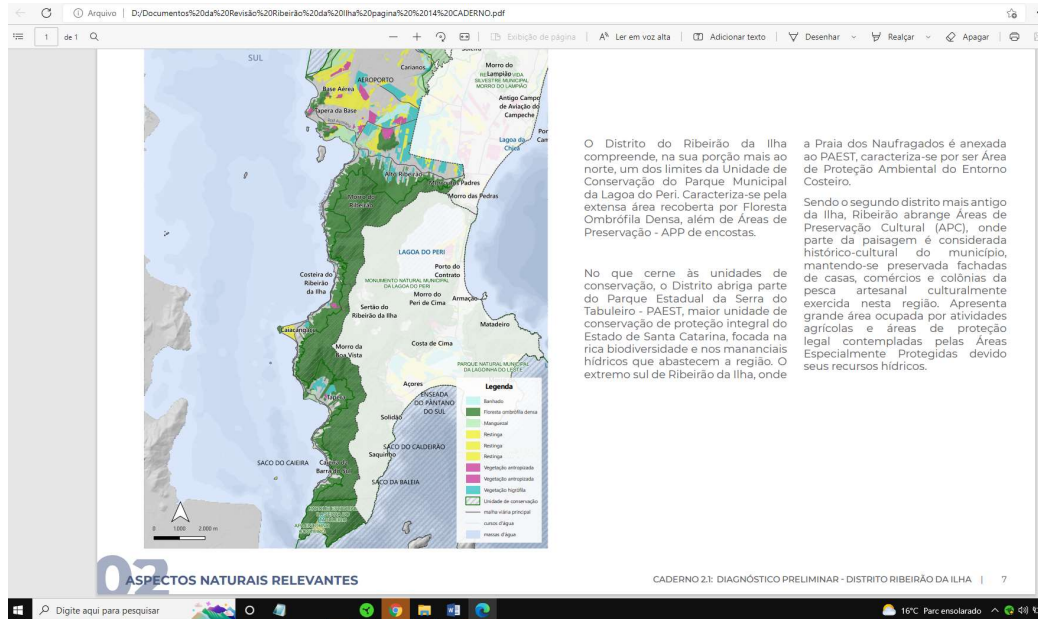 Arquivo | D:/Documentos%20da%20Revisão%20Ribeirão%20da%20Ilha%20pagina%20%2014%20CADERNO.pdf
1 de 1
Exibição de página
Ler em voz alta
Adicionar texto
Desenhar
Realçar
Apagar
SUL
Carianos
AEROPORTO
Base Aérea
Tapera da Base
Morro do Lampião
SILVESTRE MUNICIPAL
MORRO DO LAMPIÃO
Antigo Campo
de Aviação do
Campeche
Lagoa da
Chica
Alto Ribeirão
Morro das Pedras
Morro do
Ribeirão
LAGOA DO PERI
Costeira do
Ribeirão
da Ilha
MONUMENTO NATURAL MUNICIPAL
DA LAGOA DO PERI
Porto do
Contrato
Morro do
Peri de Cima
Armação
Sertão do
Ribeirão da Ilha
Matadeiro
Caiacangaçu
Costa de Cima
Morro da
Boa Vista
PARQUE NATURAL MUNICIPAL
DA LAGOINHA DO LESTE
Açores
ENSEADA
DO PÂNTANO
DO SUL
Tapera
Solidão
SACO DO CALDEIRÃO
Saquinho
SACO DO CAIEIRA
Caieira da
Barra do Sul
SACO DA BALEIA
0 1.000 2.000 m
Legenda
Banhado
Floresta ombrófila densa
Manguezal
Restinga
Restinga
Restinga
Vegetação antropizada
Vegetação antropizada
Vegetação higrófila
Unidade de conservação
malha viária principal
cursos d'água
massas d'água
O Distrito do Ribeirão da Ilha
compreende, na sua porção mais ao
norte, um dos limites da Unidade de
Conservação do Parque Municipal
da Lagoa do Peri. Caracteriza-se pela
extensa área recoberta por Floresta
Ombrófila Densa, além de Áreas de
Preservação - APP de encostas.
No que cerne às unidades de
conservação, o Distrito abriga parte
do Parque Estadual da Serra do
Tabuleiro - PAEST, maior unidade de
conservação de proteção integral do
Estado de Santa Catarina, focada na
rica biodiversidade e nos mananciais
hídricos que abastecem a região. O
extremo sul de Ribeirão da Ilha, onde
a Praia dos Naufragados é anexada
ao PAEST, caracteriza-se por ser Área
de Proteção Ambiental do Entorno
Costeiro.
Sendo o segundo distrito mais antigo
da Ilha, Ribeirão abrange Áreas de
Preservação Cultural (APC), onde
parte da paisagem é considerada
histórico-cultural do município,
mantendo-se preservada fachadas
de casas, comércios e colônias da
pesca artesanal culturalmente
exercida nesta região. Apresenta
grande área ocupada por atividades
agrícolas e áreas de proteção
legal contempladas pelas Áreas
Especialmente Protegidas devido
seus recursos hídricos.
02
ASPECTOS NATURAIS RELEVANTES
CADERNO 2.1: DIAGNÓSTICO PRELIMINAR - DISTRITO RIBEIRÃO DA ILHA | 7
Digite aqui para pesquisar
16°C Parc ensolarado